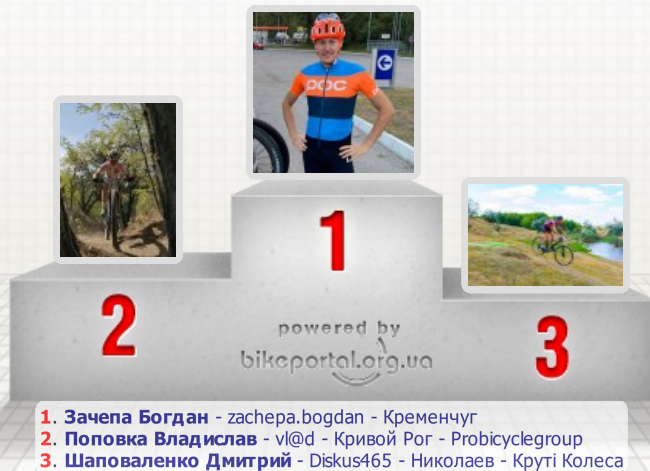 POC
1
2
3
powered by
bikeportal.org.ua
1. Зачепа Богдан - zachepa.bogdan - Кременчуг
2. Поповка Владислав - vl@d - Кривой Рог - Probicyclegroup
3. Шаповаленко Дмитрий - Diskus465 - Николаев - Круті Колеса